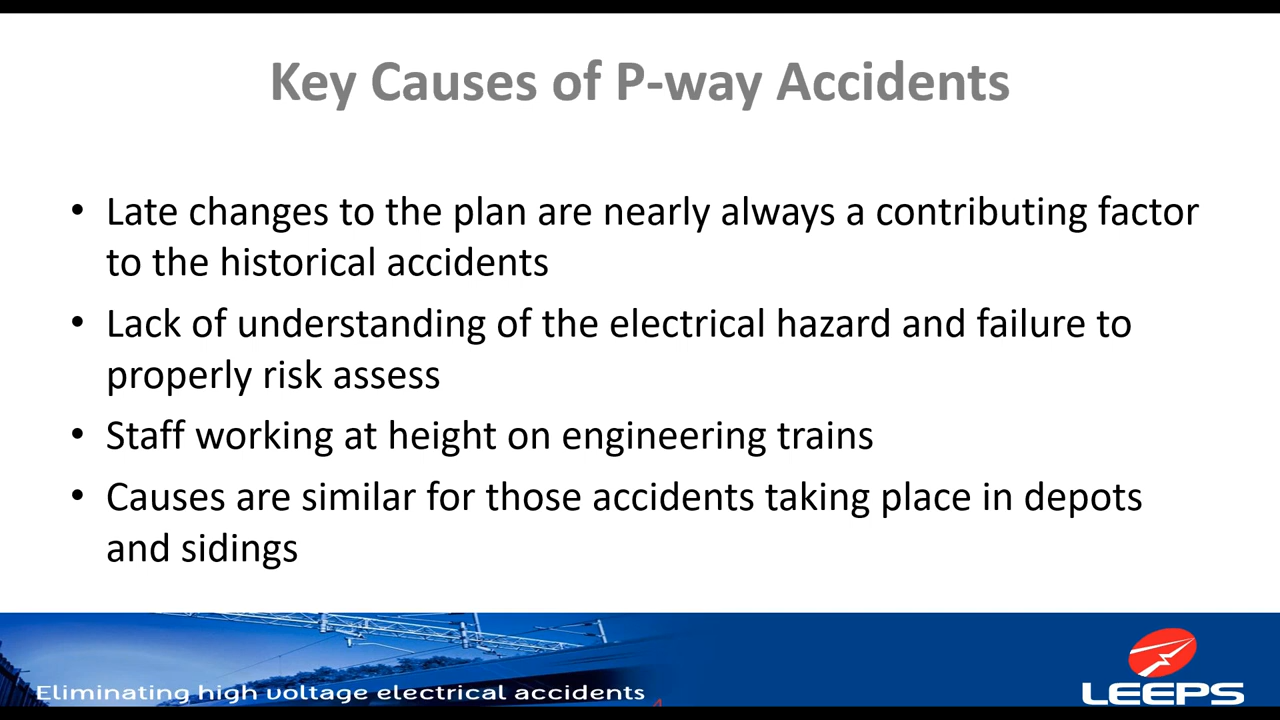 Key Causes of P-way Accidents
• Late changes to the plan are nearly always a contributing factor
to the historical accidents
• Lack of understanding of the electrical hazard and failure to
properly risk assess
• Staff working at height on engineering trains
• Causes are similar for those accidents taking place in depots
and sidings
Eliminating high voltage electrical accidents
LEEPS